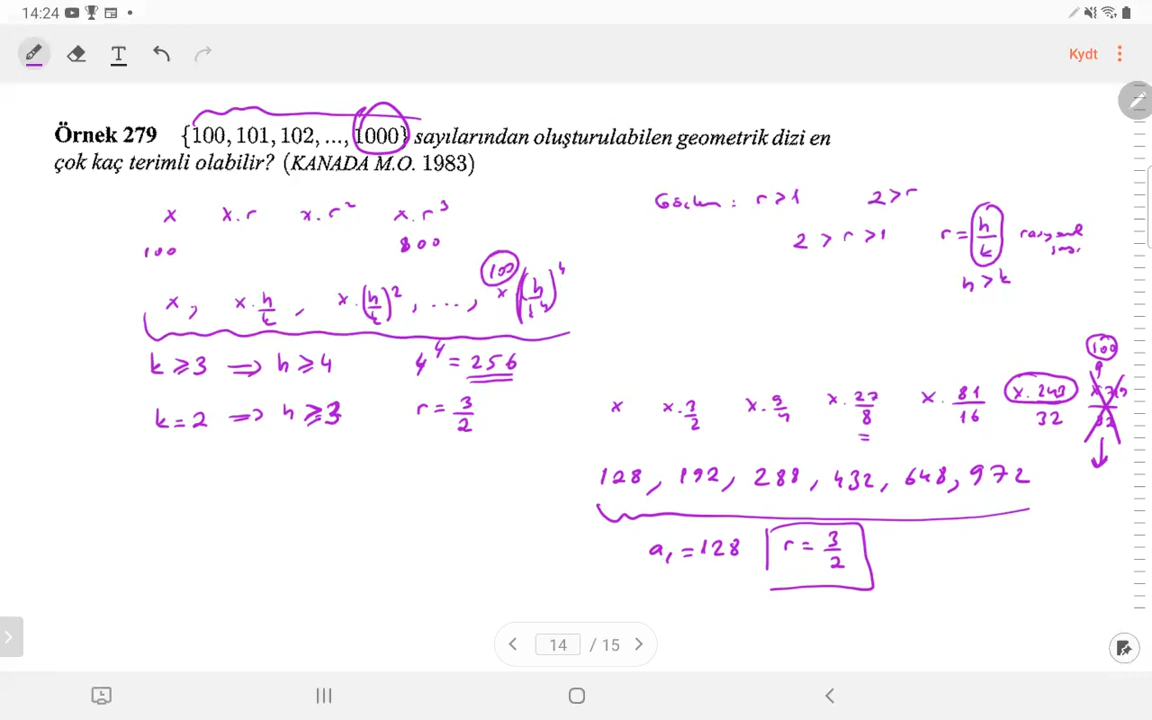 14:24
Kydt
Örnek 279 {100, 101, 102, ..., 1000} sayılarından oluşturulabilen geometrik dizi en
çok kaç terimli olabilir? (KANADA M.O. 1983)
x x.r x.r² x.r³
100 800
r>1 2>r
2>r>1 r=h/k
h>k
x, x.h/k, x.(h/k)², ..., x(h/k)⁴
100
k≥3 ⇒ h≥4 4⁴=256
k=2 ⇒ h≥3 r=3/2
x x.3/2 x.9/4 x.27/8 x.81/16 x.243/32
100
128, 192, 288, 432, 648, 972
a₁=128 r=3/2
14 / 15